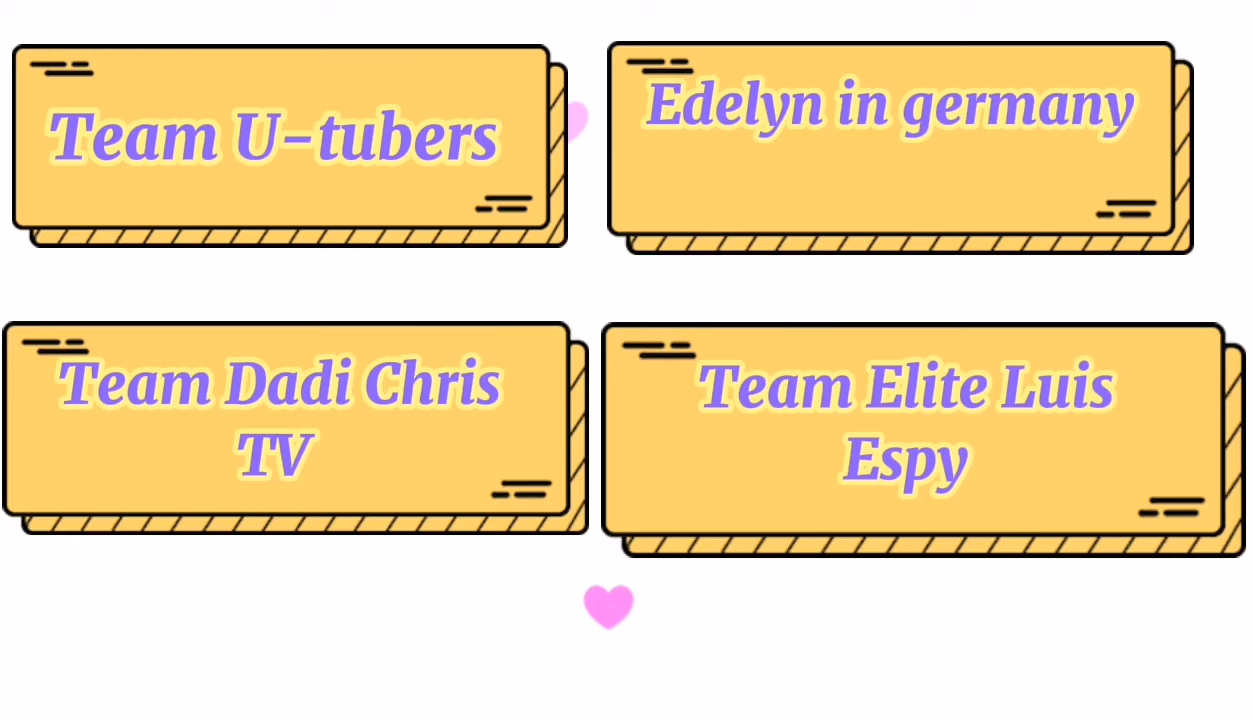 Team U-tubers
Edelyn in germany
Team Dadi Chris
TV
Team Elite Luis
Espy